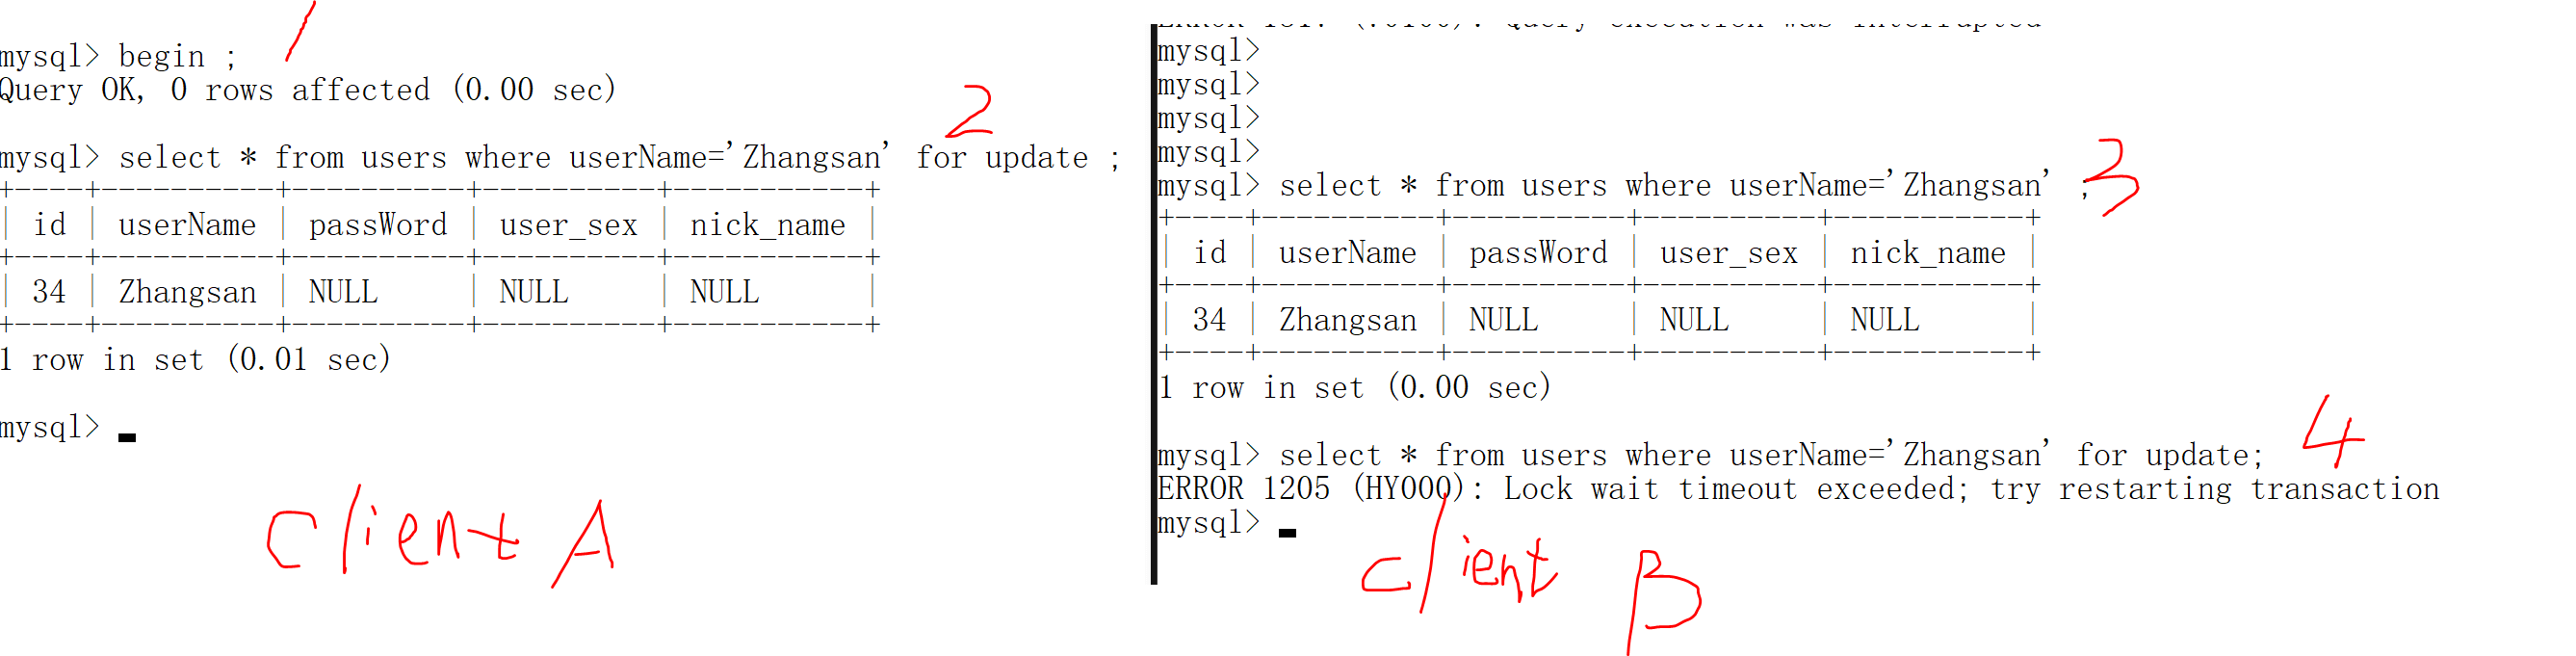 1
mysql> begin ;
Query OK, 0 rows affected (0.00 sec)
2
mysql> select * from users where userName='Zhangsan' for update ;
+----+----------+----------+----------+-----------+
| id | userName | passWord | user_sex | nick_name |
+----+----------+----------+----------+-----------+
| 34 | Zhangsan | NULL     | NULL     | NULL      |
+----+----------+----------+----------+-----------+
1 row in set (0.01 sec)
mysql>
client A
Query execution was interrupted
mysql>
mysql>
mysql>
mysql>
3
mysql> select * from users where userName='Zhangsan' ;
+----+----------+----------+----------+-----------+
| id | userName | passWord | user_sex | nick_name |
+----+----------+----------+----------+-----------+
| 34 | Zhangsan | NULL     | NULL     | NULL      |
+----+----------+----------+----------+-----------+
1 row in set (0.00 sec)
4
mysql> select * from users where userName='Zhangsan' for update;
ERROR 1205 (HY000): Lock wait timeout exceeded; try restarting transaction
mysql>
client B